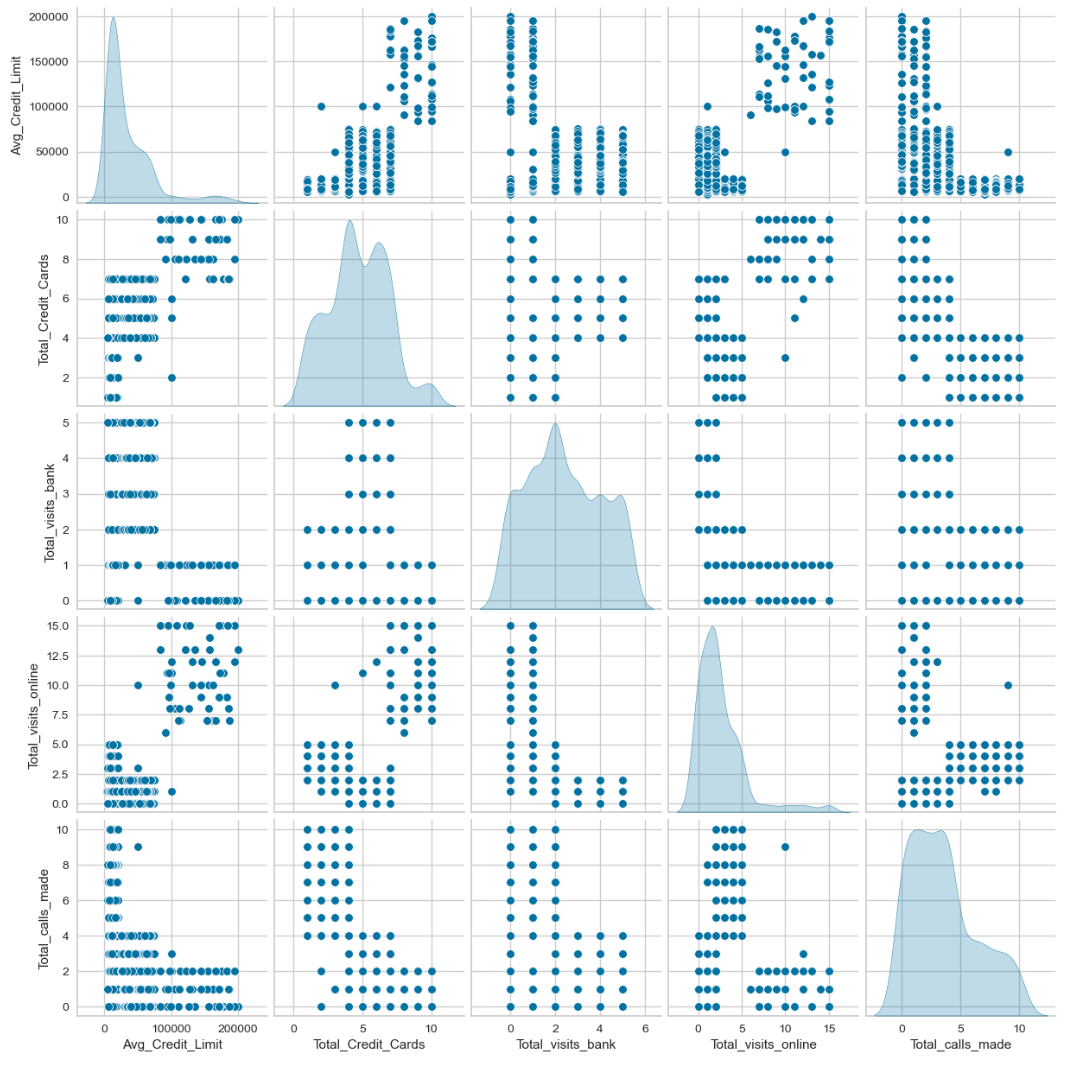 200000
150000
100000
50000
0
Avg_Credit_Limit
10
8
6
4
2
Total_Credit_Cards
5
4
3
2
1
0
Total_visits_bank
15.0
12.5
10.0
7.5
5.0
2.5
0.0
Total_visits_online
10
8
6
4
2
0
Total_calls_made
0 100000 200000
0 5 10
0 2 4 6
0 5 10 15
0 5 10
Avg_Credit_Limit
Total_Credit_Cards
Total_visits_bank
Total_visits_online
Total_calls_made